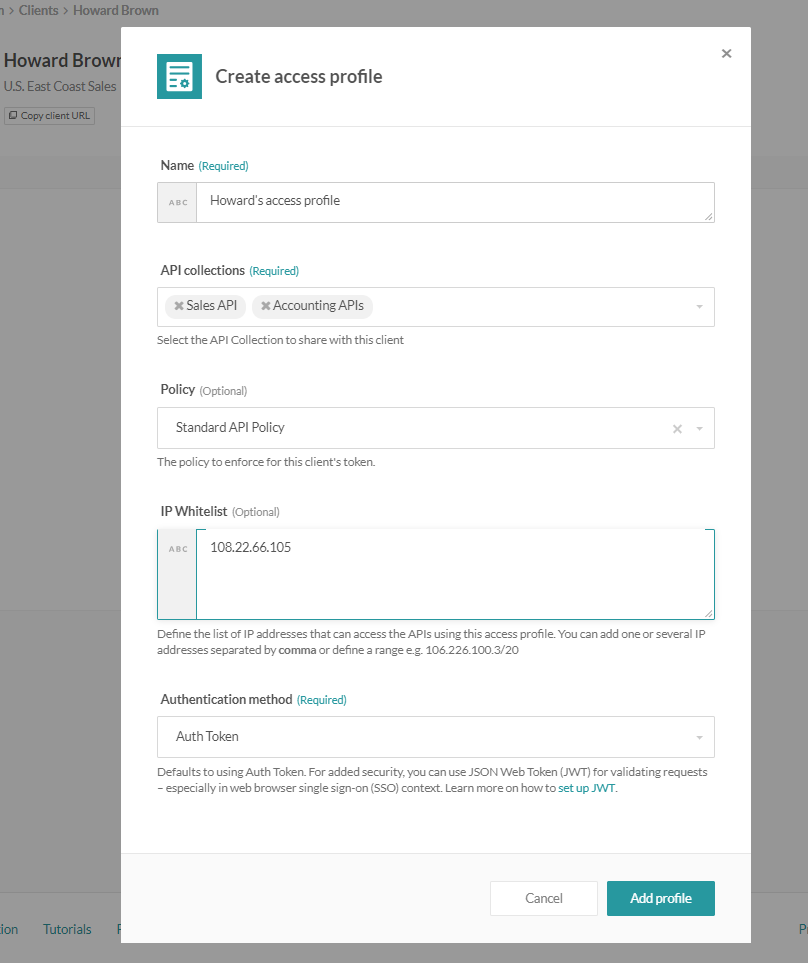 Clients > Howard Brown
Howard Brown
U.S. East Coast Sales
Copy client URL
Create access profile
×
Name (Required)
ABC Howard's access profile
API collections (Required)
Sales API Accounting APIs
Select the API Collection to share with this client
Policy (Optional)
Standard API Policy
The policy to enforce for this client's token.
IP Whitelist (Optional)
ABC 108.22.66.105
Define the list of IP addresses that can access the APIs using this access profile. You can add one or several IP
addresses separated by comma or define a range e.g. 106.226.100.3/20
Authentication method (Required)
Auth Token
Defaults to using Auth Token. For added security, you can use JSON Web Token (JWT) for validating requests
– especially in web browser single sign-on (SSO) context. Learn more on how to set up JWT.
Cancel Add profile
Tutorials